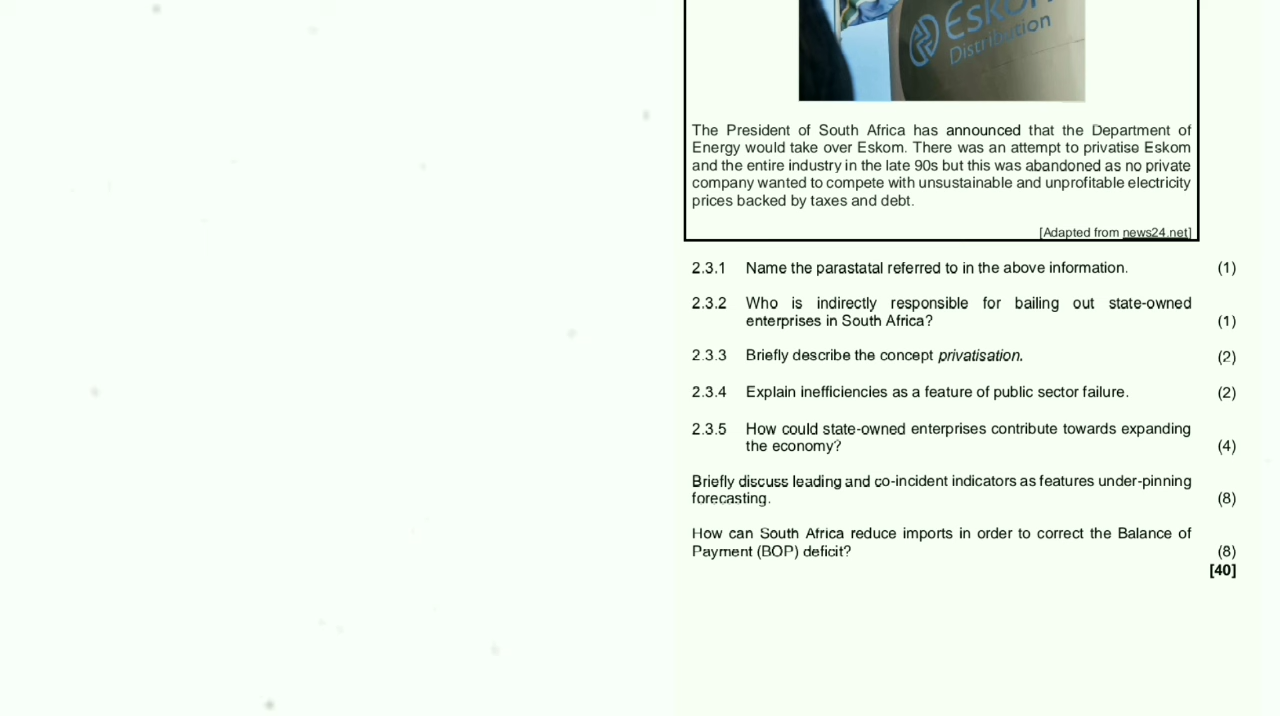 Eskom
Distribution
The President of South Africa has announced that the Department of
Energy would take over Eskom. There was an attempt to privatise Eskom
and the entire industry in the late 90s but this was abandoned as no private
company wanted to compete with unsustainable and unprofitable electricity
prices backed by taxes and debt.
[Adapted from news24.net]
2.3.1 Name the parastatal referred to in the above information. (1)
2.3.2 Who is indirectly responsible for bailing out state-owned
enterprises in South Africa? (1)
2.3.3 Briefly describe the concept privatisation. (2)
2.3.4 Explain inefficiencies as a feature of public sector failure. (2)
2.3.5 How could state-owned enterprises contribute towards expanding
the economy? (4)
Briefly discuss leading and co-incident indicators as features under-pinning
forecasting. (8)
How can South Africa reduce imports in order to correct the Balance of
Payment (BOP) deficit? (8)
[40]